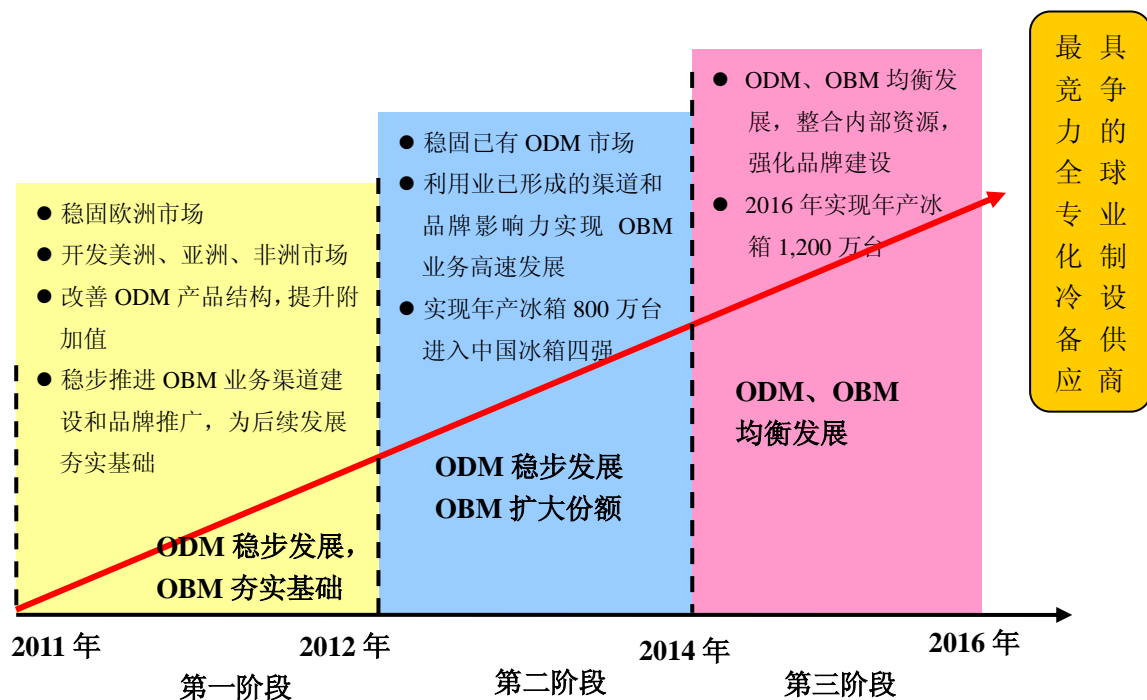 ● 稳固欧洲市场
● 开发美洲、亚洲、非洲市场
● 改善 ODM 产品结构，提升附
加值
● 稳步推进 OBM 业务渠道建
设和品牌推广，为后续发展
夯实基础
ODM 稳步发展，
OBM 夯实基础
● 稳固已有 ODM 市场
● 利用业已形成的渠道和
品牌影响力实现 OBM
业务高速发展
● 实现年产冰箱 800 万台
进入中国冰箱四强
ODM 稳步发展
OBM 扩大份额
● ODM、OBM 均衡发
展，整合内部资源，
强化品牌建设
● 2016 年实现年产冰
箱 1,200 万台
ODM、OBM
均衡发展
最具
竞争
力的
全球
专业
化制
冷设
备供
应商
2011 年
2012 年
2014 年
2016 年
第一阶段
第二阶段
第三阶段